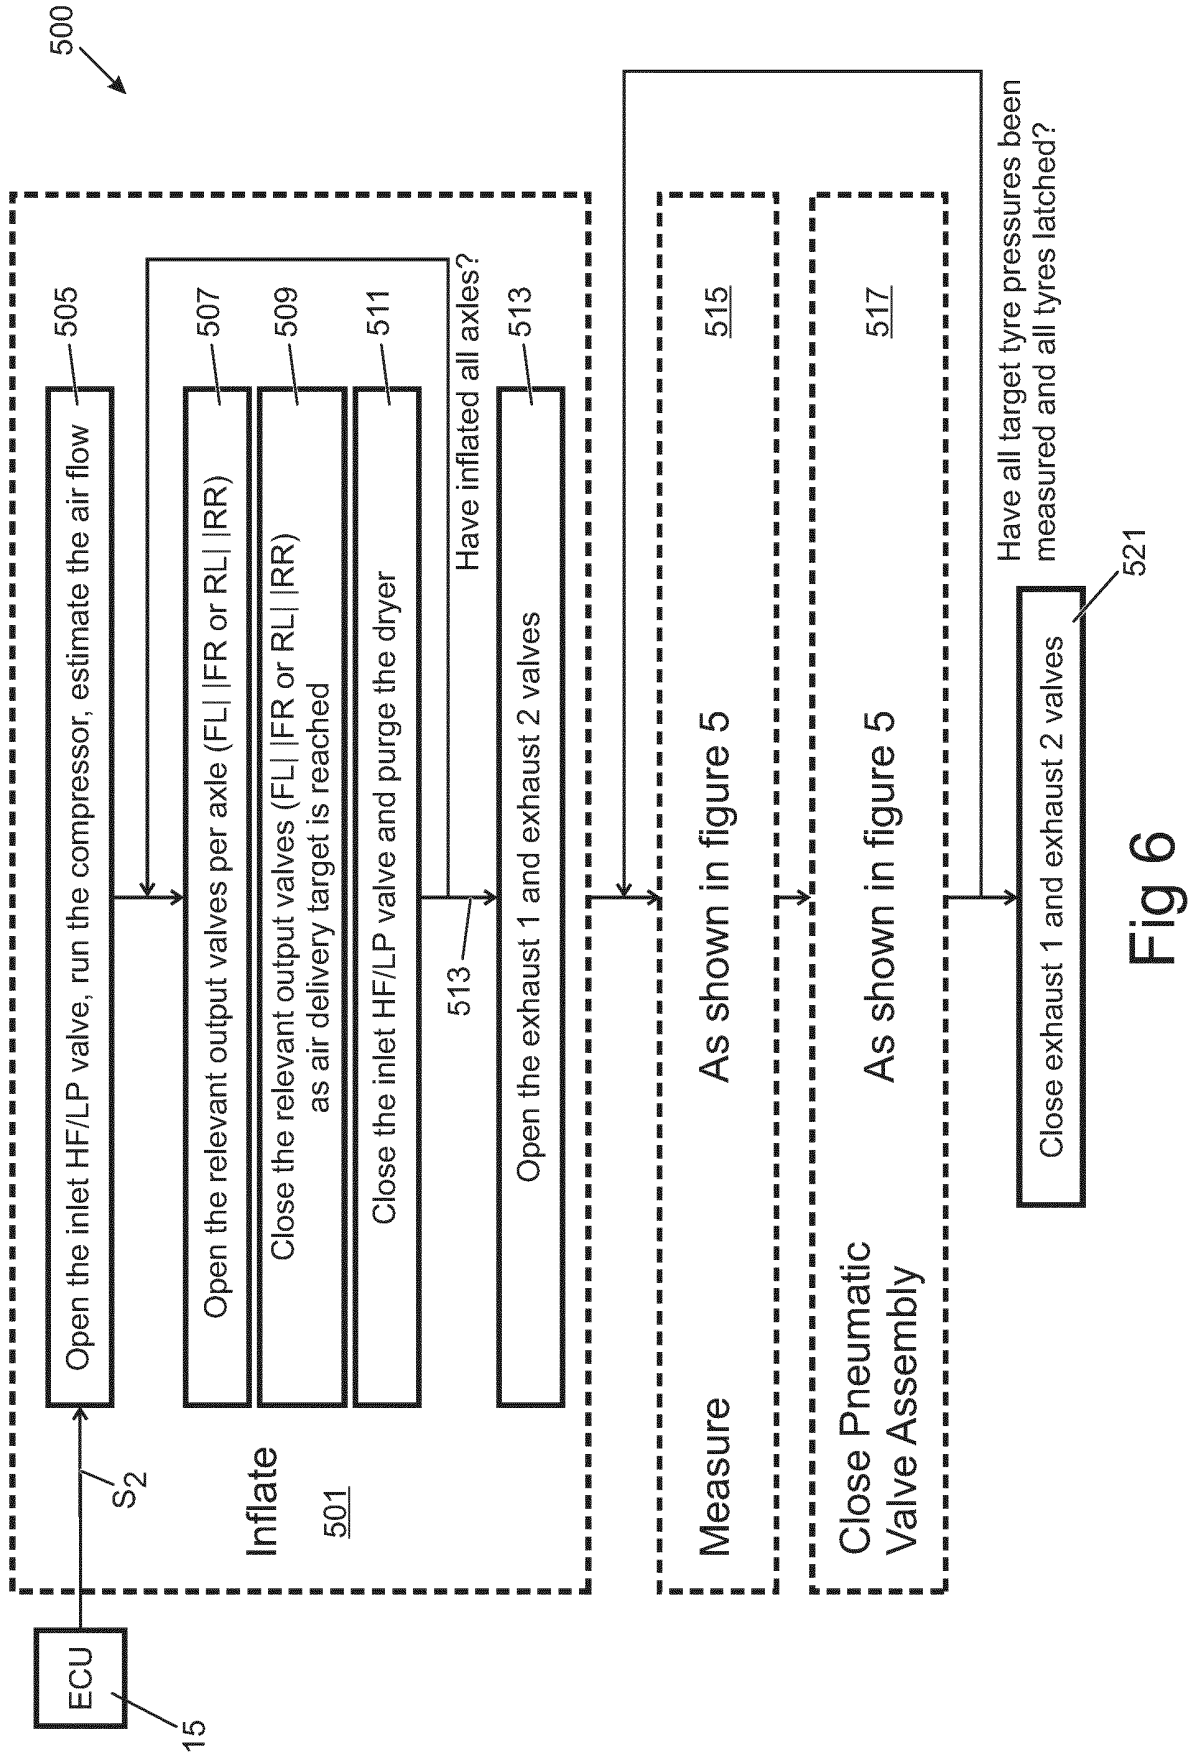 500
ECU
15
S2
Inflate
501
Open the inlet HF/LP valve, run the compressor, estimate the air flow
505
Open the relevant output valves per axle (FL| |FR or RL| |RR)
507
Close the relevant output valves (FL| |FR or RL| |RR)
as air delivery target is reached
509
Close the inlet HF/LP valve and purge the dryer
511
Have inflated all axles?
513
Open the exhaust 1 and exhaust 2 valves
513
Measure
As shown in figure 5
515
Close Pneumatic
Valve Assembly
As shown in figure 5
517
Have all target tyre pressures been
measured and all tyres latched?
Close exhaust 1 and exhaust 2 valves
521
Fig 6